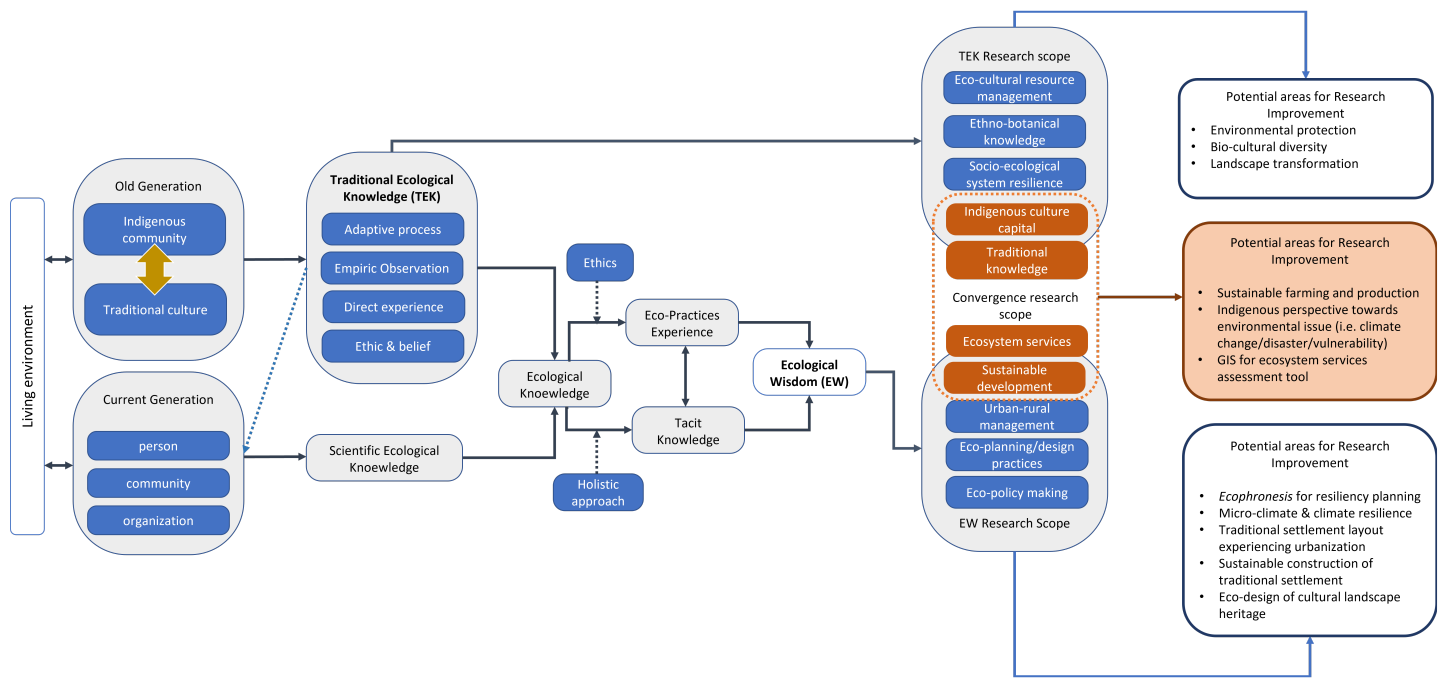 Living environment
Old Generation
Indigenous
community
Traditional culture
Current Generation
person
community
organization
Traditional Ecological
Knowledge (TEK)
Adaptive process
Empiric Observation
Direct experience
Ethic & belief
Scientific Ecological
Knoewledge
Ecological
Knoewledge
Ethics
Holistic
approach
Eco-Practices
Experience
Tacit
Knowledge
Ecological
Wisdom (EW)
TEK Research scope
Eco-cultural resource
management
Ethno-botanical
knowledge
Socio-ecological
system resilience
Indigenous culture
capital
Traditional
knowledge
Convergence research
scope
Ecosystem services
Sustainable
development
Urban-rural
management
Eco-planning/design
practices
Eco-policy making
EW Research Scope
Potential areas for Research
Improvement
• Environmental protection
• Bio-cultural diversity
• Landscape transformation
Potential areas for Research
Improvement
• Sustainable farming and production
• Indigenous perspective towards
environmental issue (i.e. climate
change/disaster/vulnerability)
• GIS for ecosystem services
assessment tool
Potential areas for Research
Improvement
• Ecophronesis for resiliency planning
• Micro-climate & climate resilience
• Traditional settlement layout
experiencing urbanization
• Sustainable construction of
traditional settlement
• Eco-design of cultural landscape
heritage